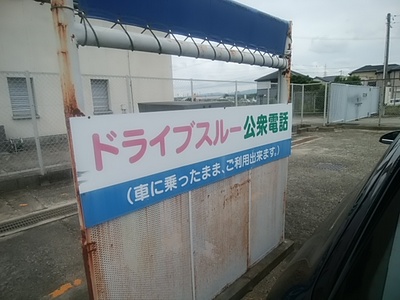 ドライブスルー公衆電話
(車に乗ったまま、ご利用出来ます。)